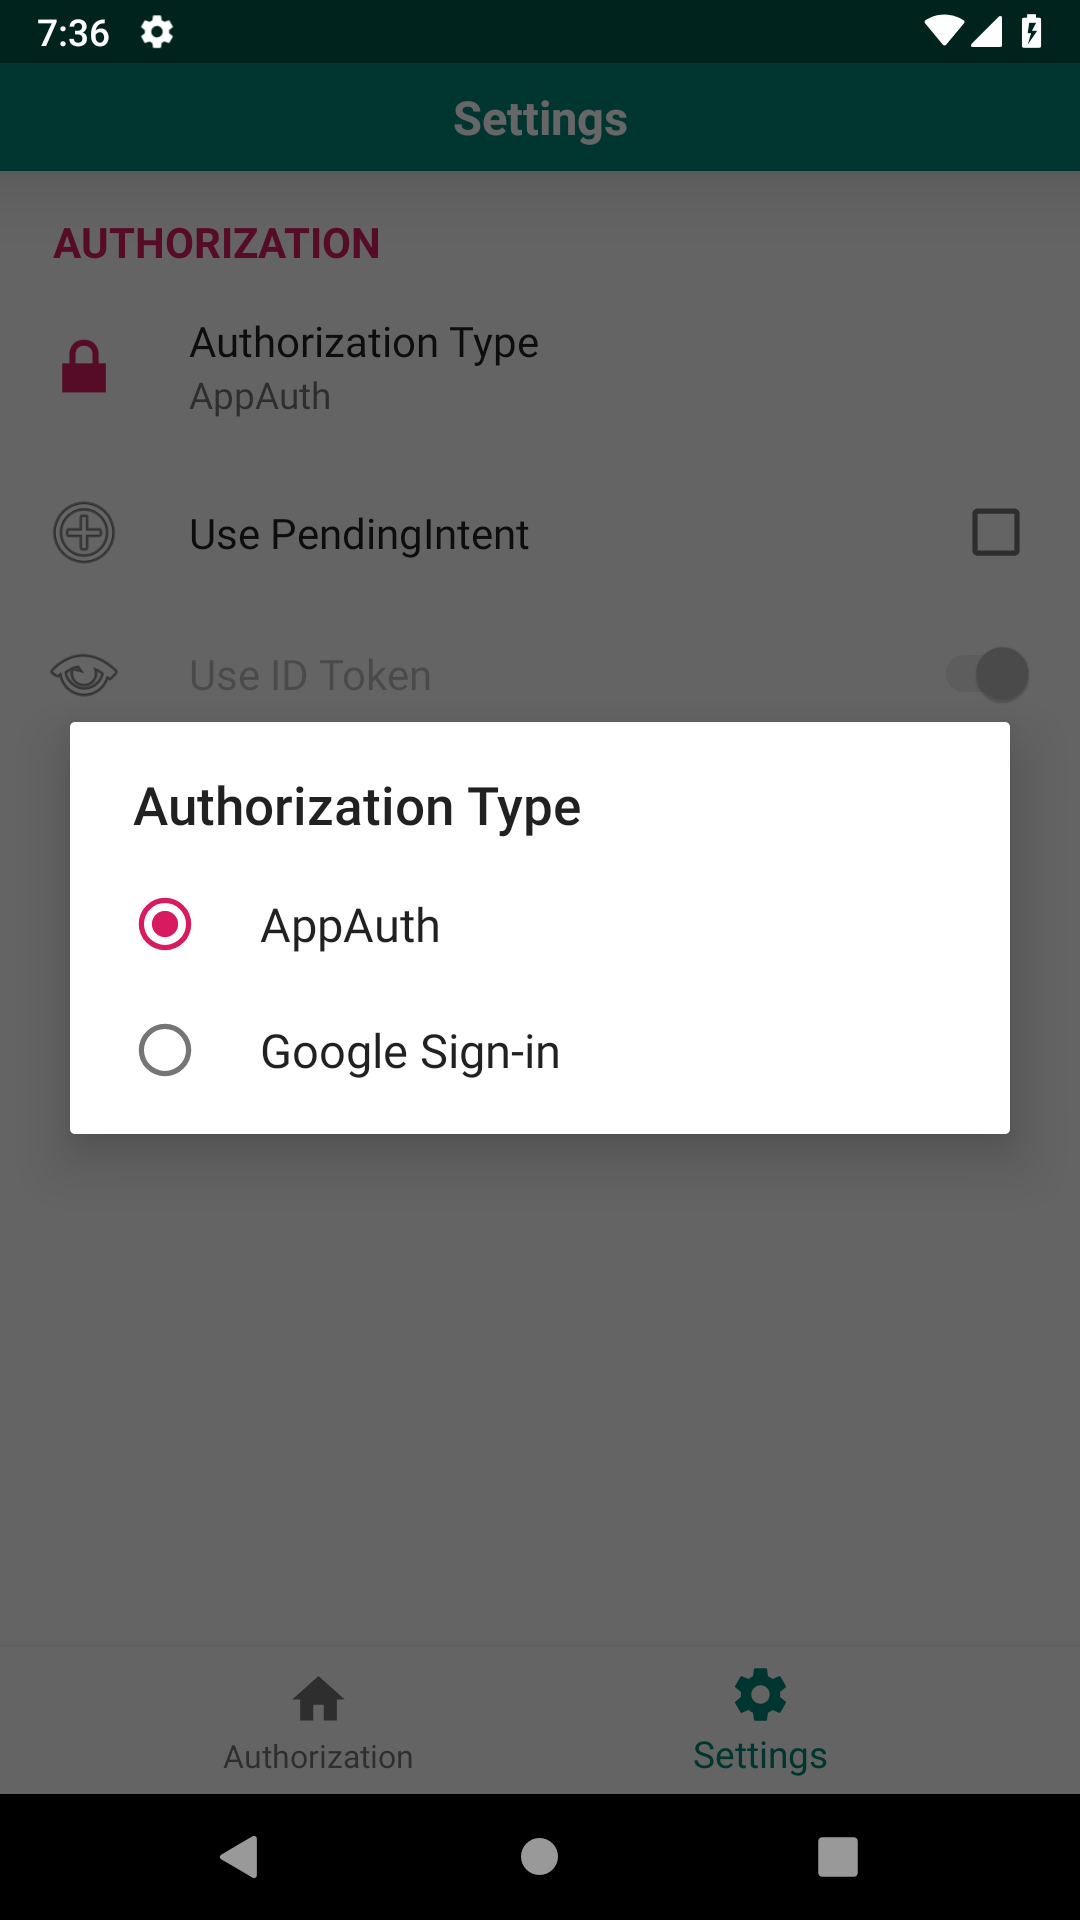 7:36
Settings
AUTHORIZATION
Authorization Type
AppAuth
Use PendingIntent
Use ID Token
Authorization Type
AppAuth
Google Sign-in
Authorization
Settings